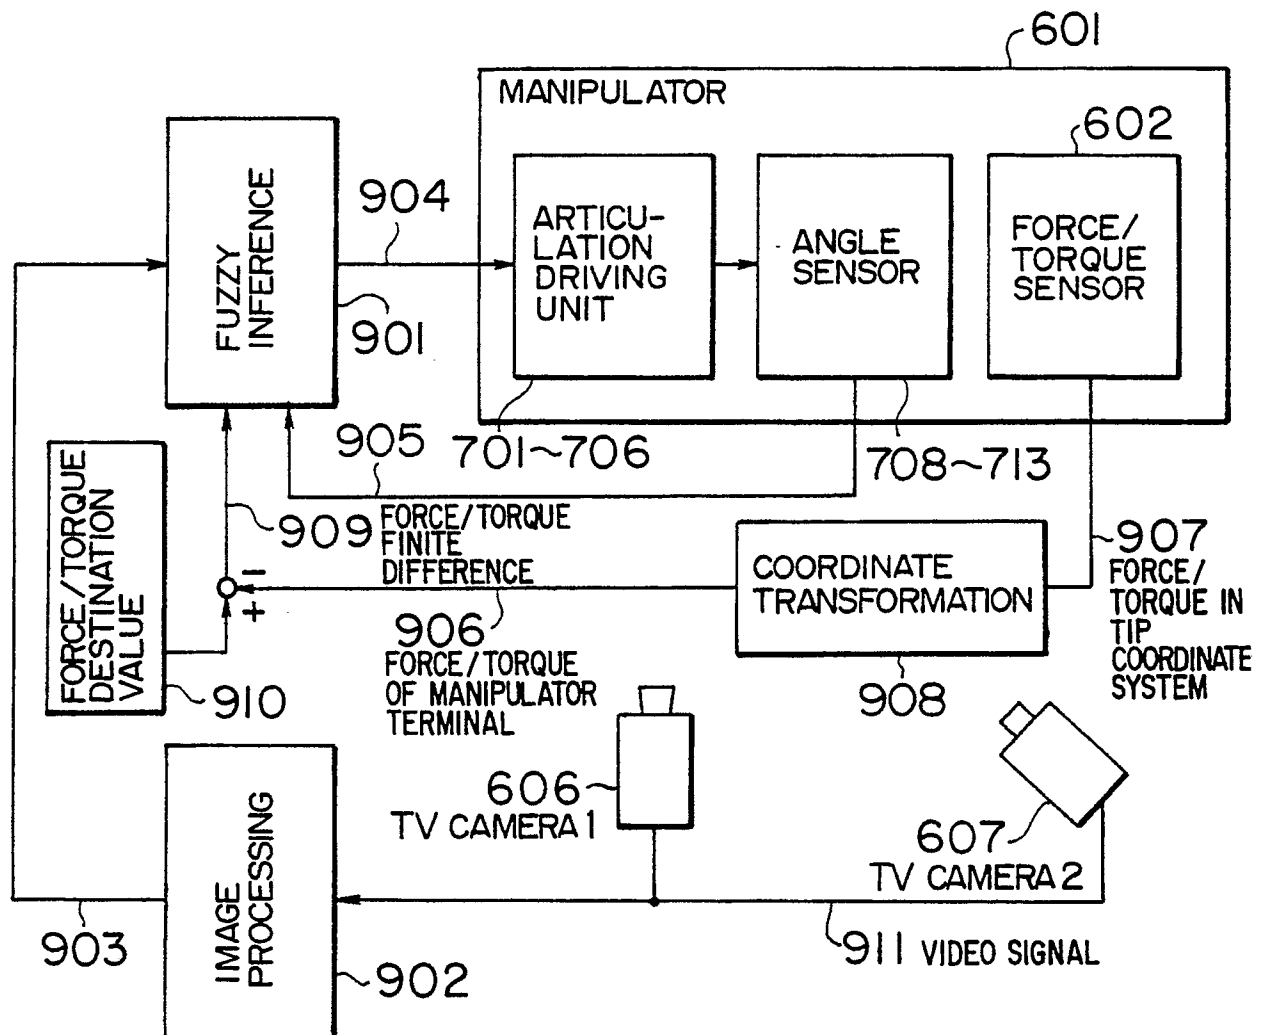 601
MANIPULATOR
602
904
FUZZY
INFERENCE
ARTICU-
LATION
DRIVING
UNIT
ANGLE
SENSOR
FORCE/
TORQUE
SENSOR
901
905
701~706
708~713
FORCE/TORQUE
DESTINATION
VALUE
909
FORCE/TORQUE
FINITE
DIFFERENCE
907
FORCE/
TORQUE IN
TIP
COORDINATE
SYSTEM
COORDINATE
TRANSFORMATION
−
+
906
FORCE/TORQUE
OF MANIPULATOR
TERMINAL
910
908
606
TV CAMERA 1
607
TV CAMERA 2
IMAGE
PROCESSING
903
902
911 VIDEO SIGNAL